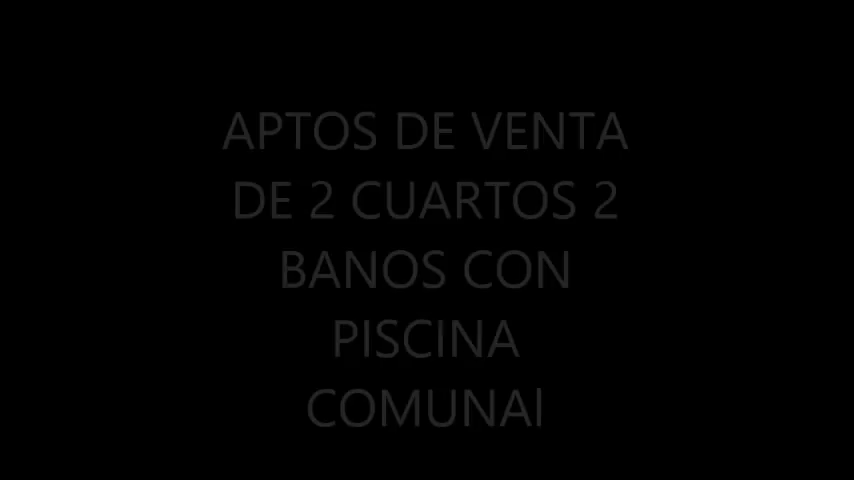 APTOS DE VENTA
DE 2 CUARTOS 2
BANOS CON
PISCINA
COMUNAl